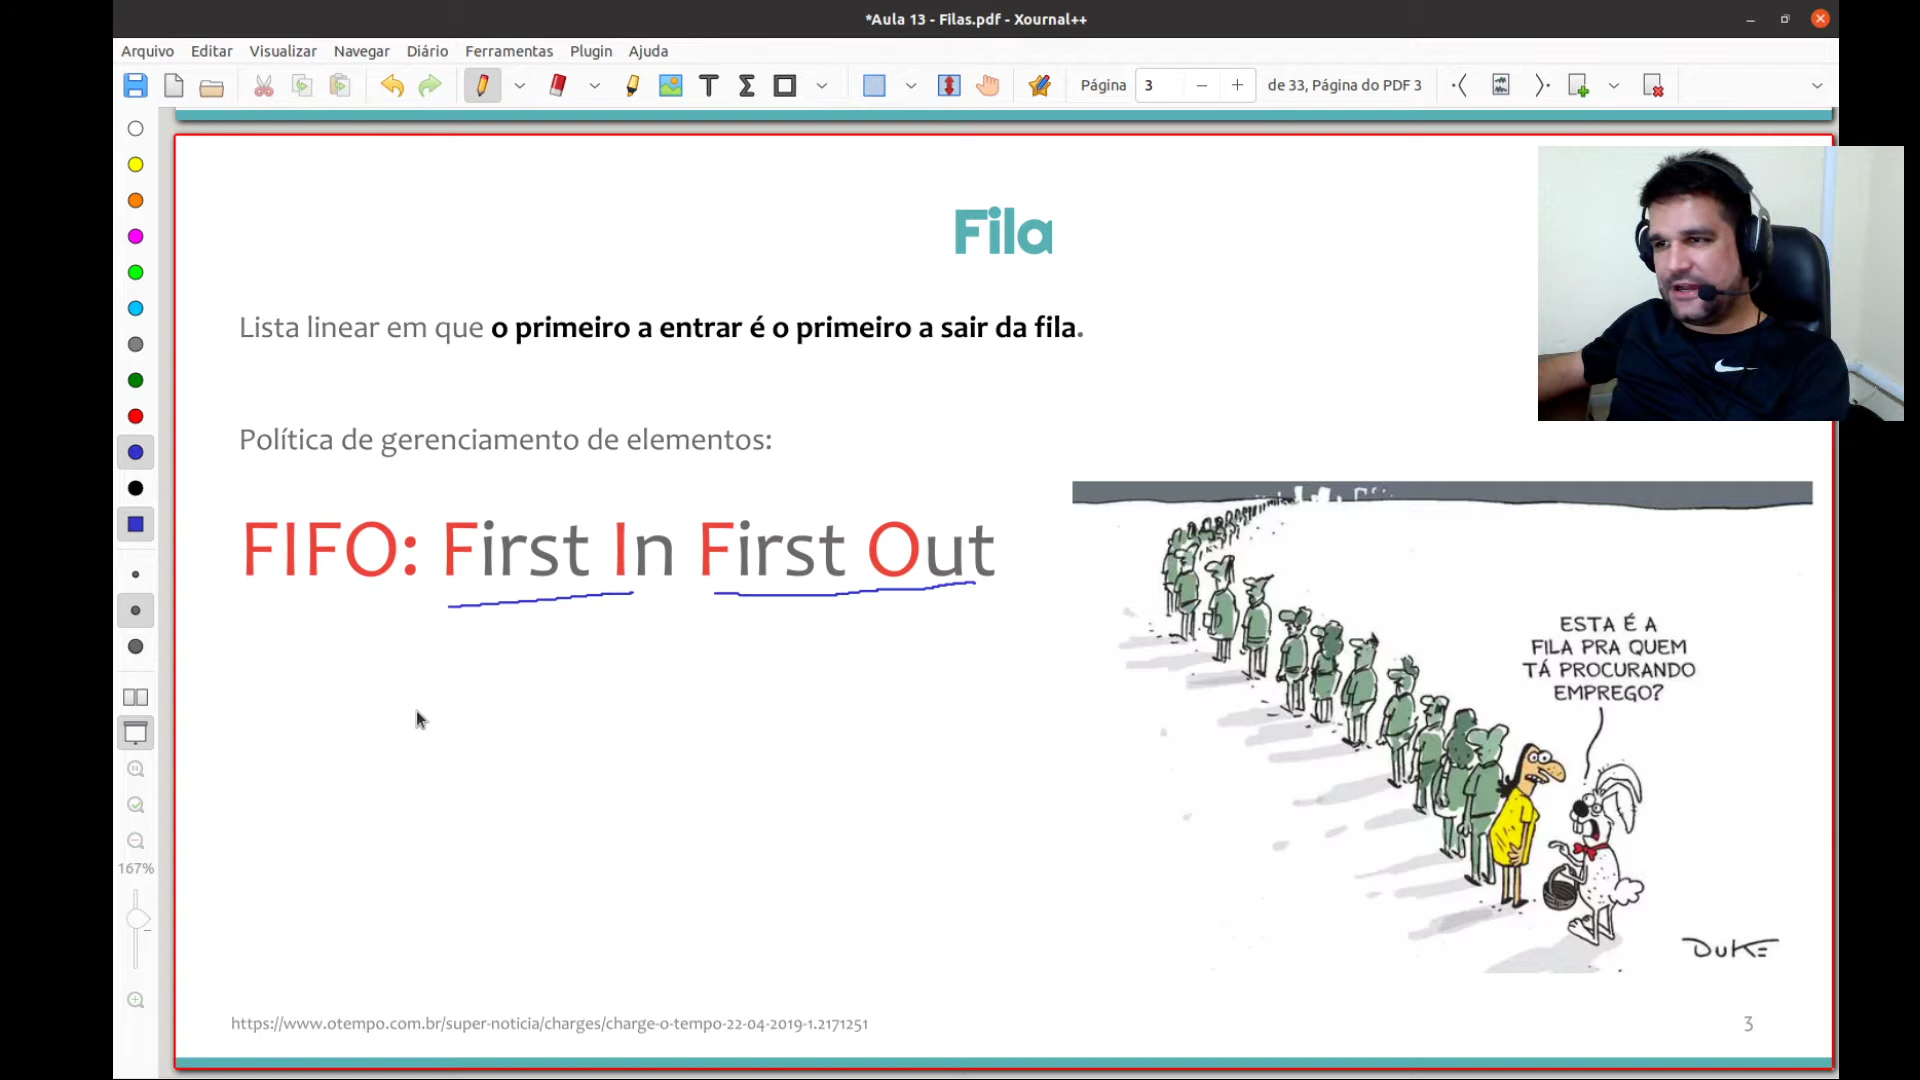 *Aula 13 - Filas.pdf - Xournal++
Arquivo Editar Visualizar Navegar Diário Ferramentas Plugin Ajuda
Página 3 de 33, Página do PDF 3
Fila
Lista linear em que o primeiro a entrar é o primeiro a sair da fila.
Política de gerenciamento de elementos:
FIFO: First In First Out
ESTA É A
FILA PRA QUEM
TÁ PROCURANDO
EMPREGO?
DUKE
167%
https://www.otempo.com.br/super-noticia/charges/charge-o-tempo-22-04-2019-1.2171251
3